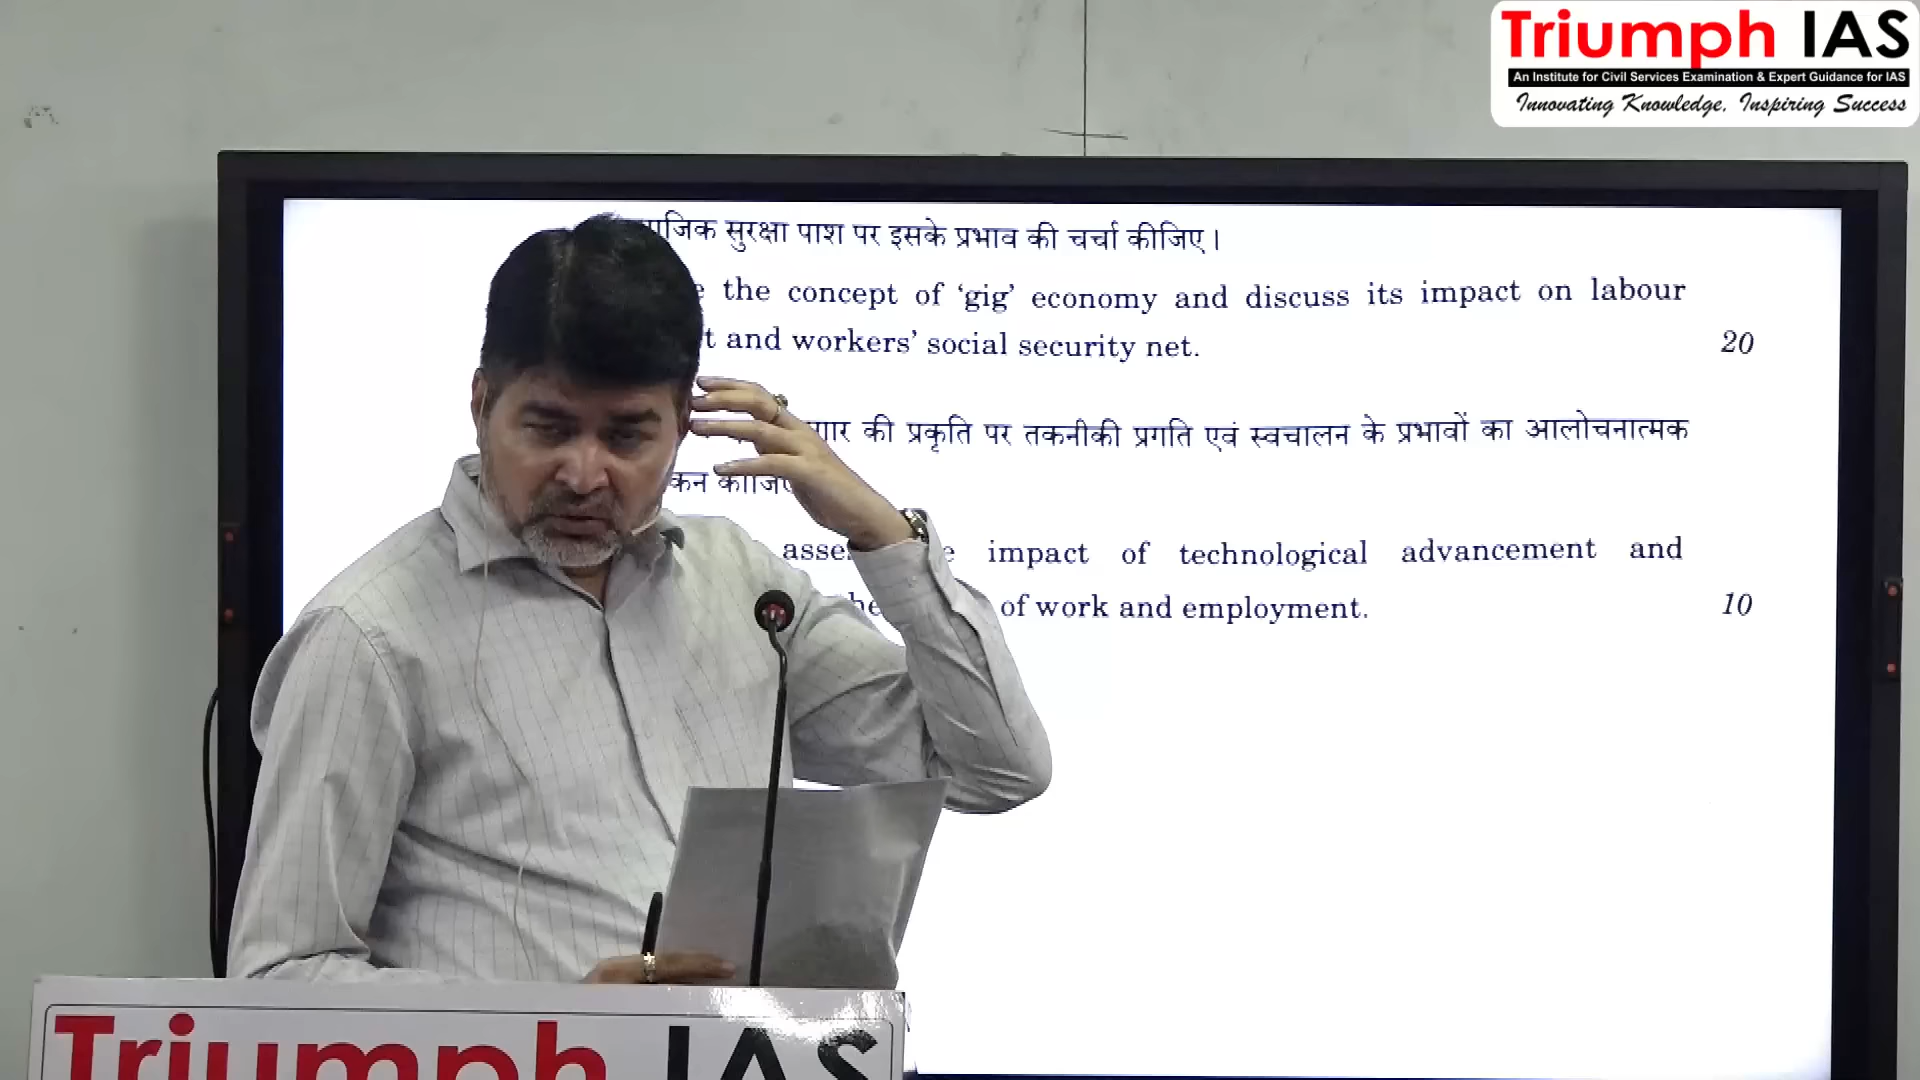 Triumph IAS
An Institute for Civil Services Examination & Expert Guidance for IAS
Innovating Knowledge, Inspiring Success
सुरक्षा पाश पर इसके प्रभाव की चर्चा कीजिए।
the concept of ‘gig’ economy and discuss its impact on labour
and workers’ social security net. 20
की प्रकृति पर तकनीकी प्रगति एवं स्वचालन के प्रभावों का आलोचनात्मक
impact of technological advancement and
of work and employment. 10
Triumph IAS